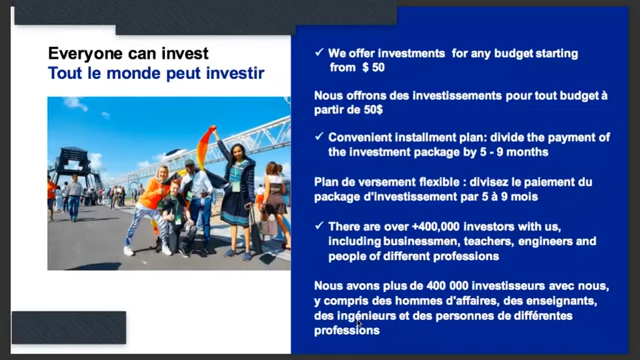 Everyone can invest
Tout le monde peut investir
✓ We offer investments for any budget starting
from $ 50
Nous offrons des investissements pour tout budget à
partir de 50$
✓ Convenient installment plan: divide the payment of
the investment package by 5 - 9 months
Plan de versement flexible : divisez le paiement du
package d'investissement par 5 à 9 mois
✓ There are over +400,000 investors with us,
including businessmen, teachers, engineers and
people of different professions
Nous avons plus de 400 000 investisseurs avec nous,
y compris des hommes d'affaires, des enseignants,
des ingénieurs et des personnes de différentes
professions